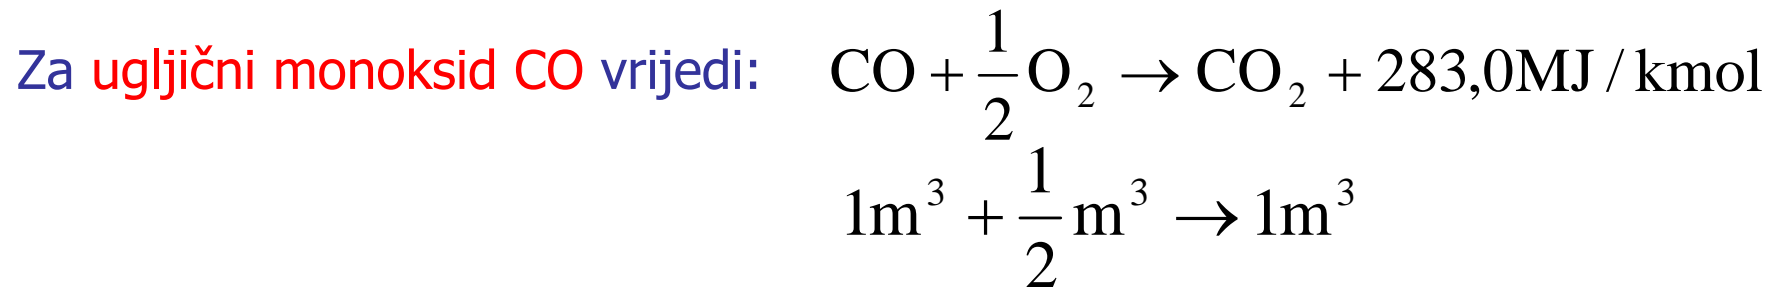 Za ugljični monoksid CO vrijedi: CO + 1/2 O₂ → CO₂ + 283,0MJ / kmol
1m³ + 1/2 m³ → 1m³